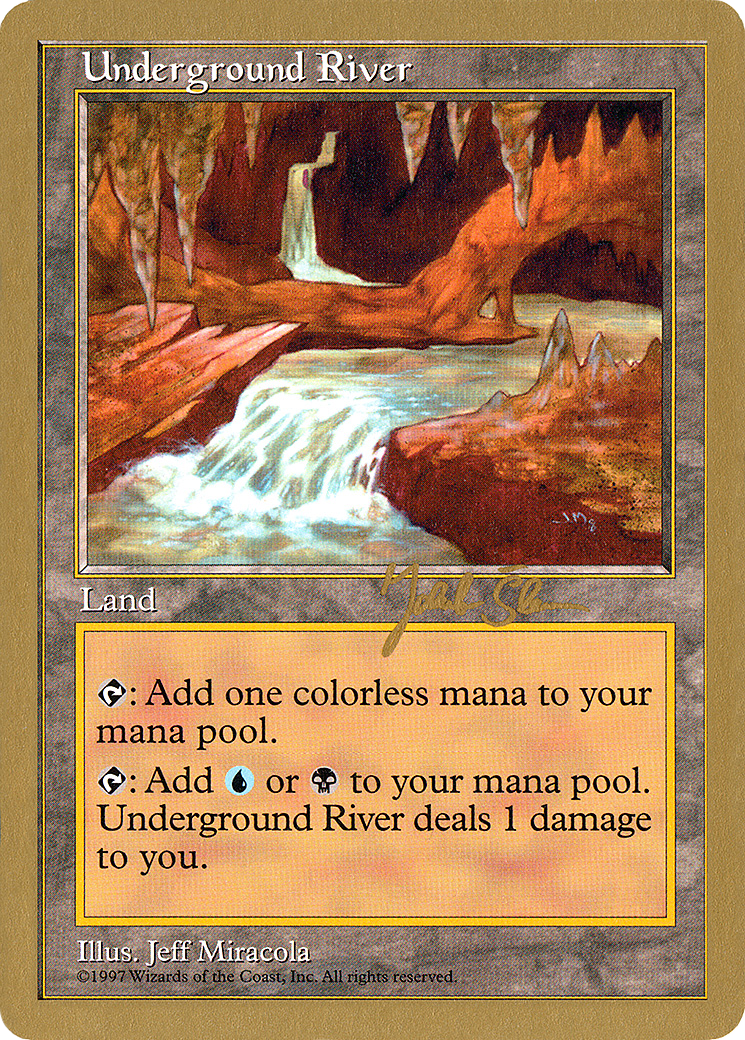 Underground River
Land
: Add one colorless mana to your
mana pool.
: Add or to your mana pool.
Underground River deals 1 damage
to you.
Illus. Jeff Miracola
©1997 Wizards of the Coast, Inc. All rights reserved.